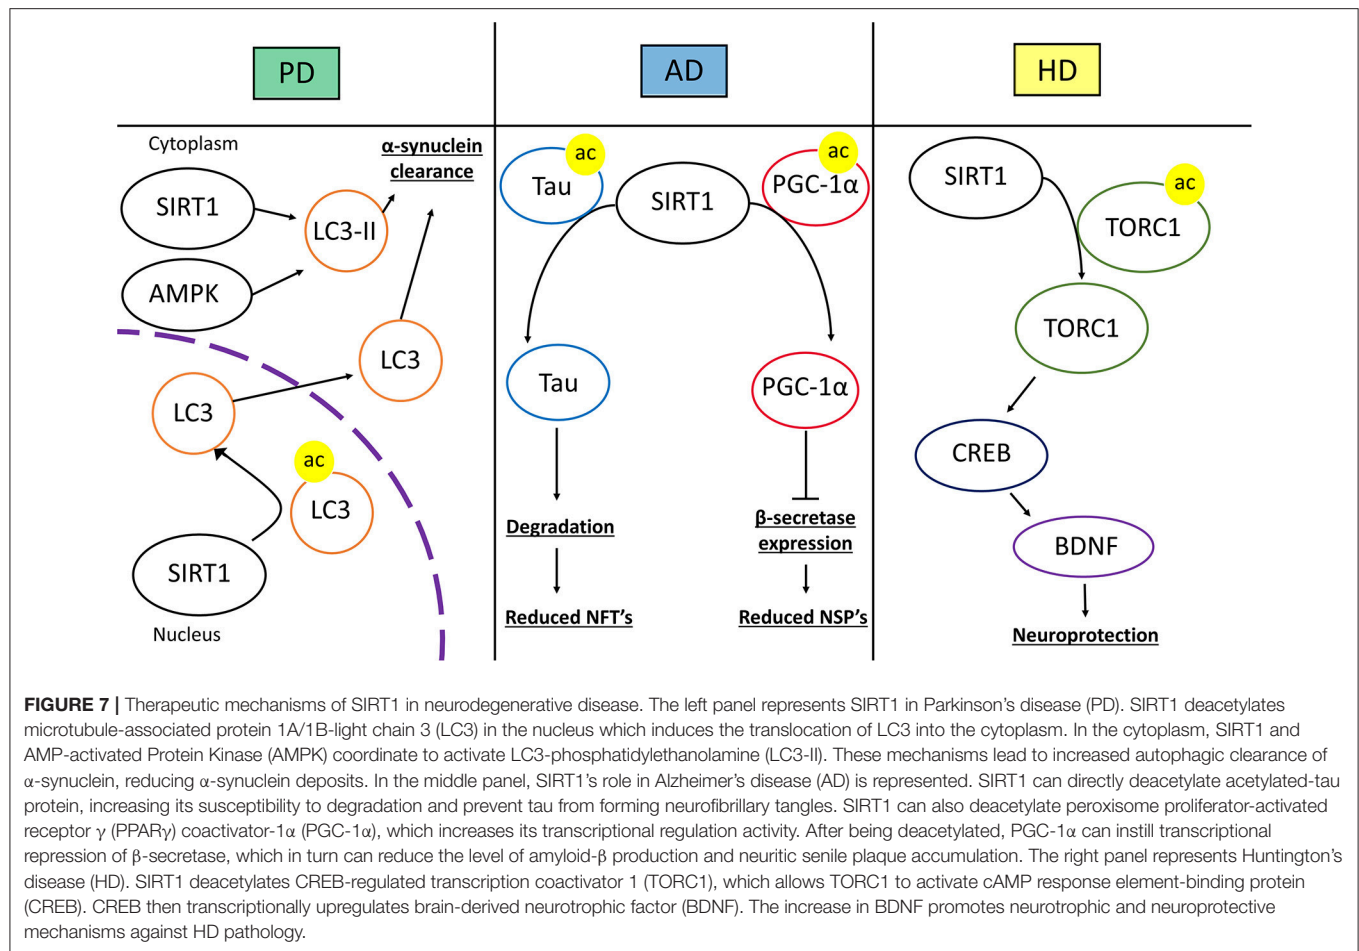 PD
AD
HD
Cytoplasm
SIRT1
AMPK
LC3-II
α-synuclein
clearance
LC3
LC3
ac
LC3
SIRT1
Nucleus
Tau
ac
SIRT1
PGC-1α
ac
Tau
PGC-1α
Degradation
Reduced NFT’s
β-secretase
expression
Reduced NSP’s
SIRT1
ac
TORC1
TORC1
CREB
BDNF
Neuroprotection
FIGURE 7 | Therapeutic mechanisms of SIRT1 in neurodegenerative disease. The left panel represents SIRT1 in Parkinson’s disease (PD). SIRT1 deacetylates
microtubule-associated protein 1A/1B-light chain 3 (LC3) in the nucleus which induces the translocation of LC3 into the cytoplasm. In the cytoplasm, SIRT1 and
AMP-activated Protein Kinase (AMPK) coordinate to activate LC3-phosphatidylethanolamine (LC3-II). These mechanisms lead to increased autophagic clearance of
α-synuclein, reducing α-synuclein deposits. In the middle panel, SIRT1’s role in Alzheimer’s disease (AD) is represented. SIRT1 can directly deacetylate acetylated-tau
protein, increasing its susceptibility to degradation and prevent tau from forming neurofibrillary tangles. SIRT1 can also deacetylate peroxisome proliferator-activated
receptor γ (PPARγ) coactivator-1α (PGC-1α), which increases its transcriptional regulation activity. After being deacetylated, PGC-1α can instill transcriptional
repression of β-secretase, which in turn can reduce the level of amyloid-β production and neuritic senile plaque accumulation. The right panel represents Huntington’s
disease (HD). SIRT1 deacetylates CREB-regulated transcription coactivator 1 (TORC1), which allows TORC1 to activate cAMP response element-binding protein
(CREB). CREB then transcriptionally upregulates brain-derived neurotrophic factor (BDNF). The increase in BDNF promotes neurotrophic and neuroprotective
mechanisms against HD pathology.